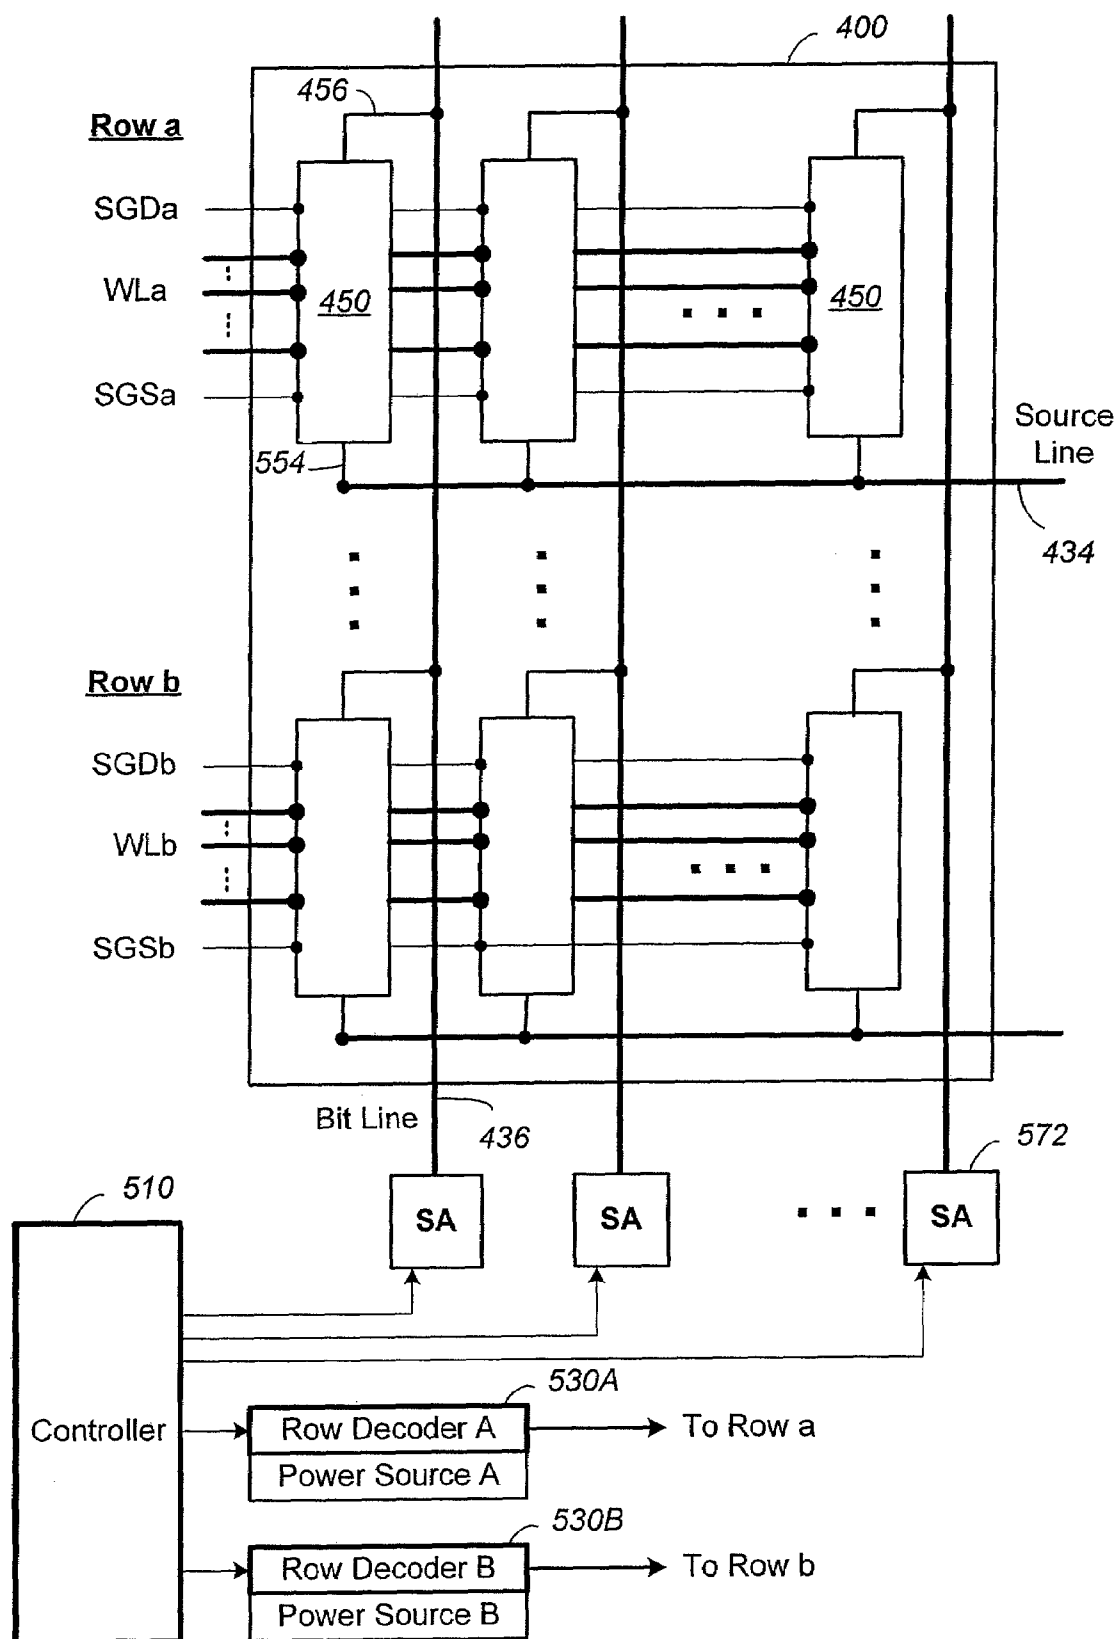 400
456
Row a
SGDa
WLa
450
450
SGSa
554
Source
Line
434
Row b
SGDb
WLb
SGSb
Bit Line
436
572
510
SA
SA
SA
530A
Controller
Row Decoder A
To Row a
Power Source A
530B
Row Decoder B
To Row b
Power Source B